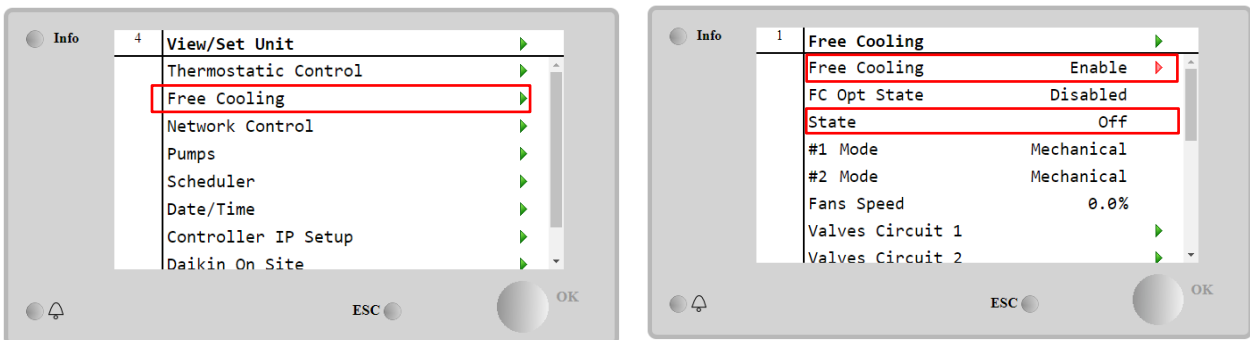 Info
4 View/Set Unit
Thermostatic Control
Free Cooling
Network Control
Pumps
Scheduler
Date/Time
Controller IP Setup
Daikin On Site
ESC
OK
Info
1 Free Cooling
Free Cooling Enable
FC Opt State Disabled
State Off
#1 Mode Mechanical
#2 Mode Mechanical
Fans Speed 0.0%
Valves Circuit 1
Valves Circuit 2
ESC
OK